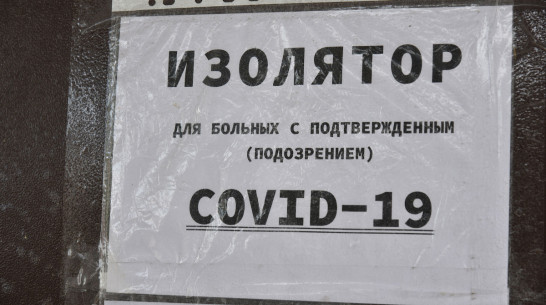 ИЗОЛЯТОР
ДЛЯ БОЛЬНЫХ С ПОДТВЕРЖДЕННЫМ
(ПОДОЗРЕНИЕМ)
COVID-19